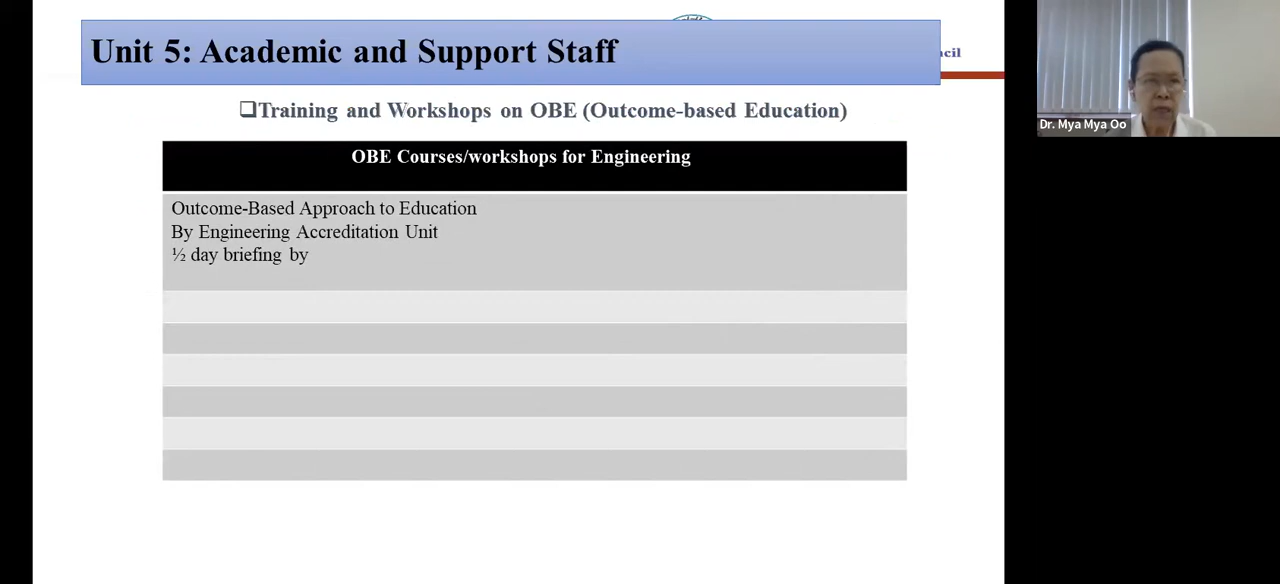 Unit 5: Academic and Support Staff
cil
❑Training and Workshops on OBE (Outcome-based Education)
OBE Courses/workshops for Engineering
Outcome-Based Approach to Education
By Engineering Accreditation Unit
½ day briefing by
Dr. Mya Mya Oo